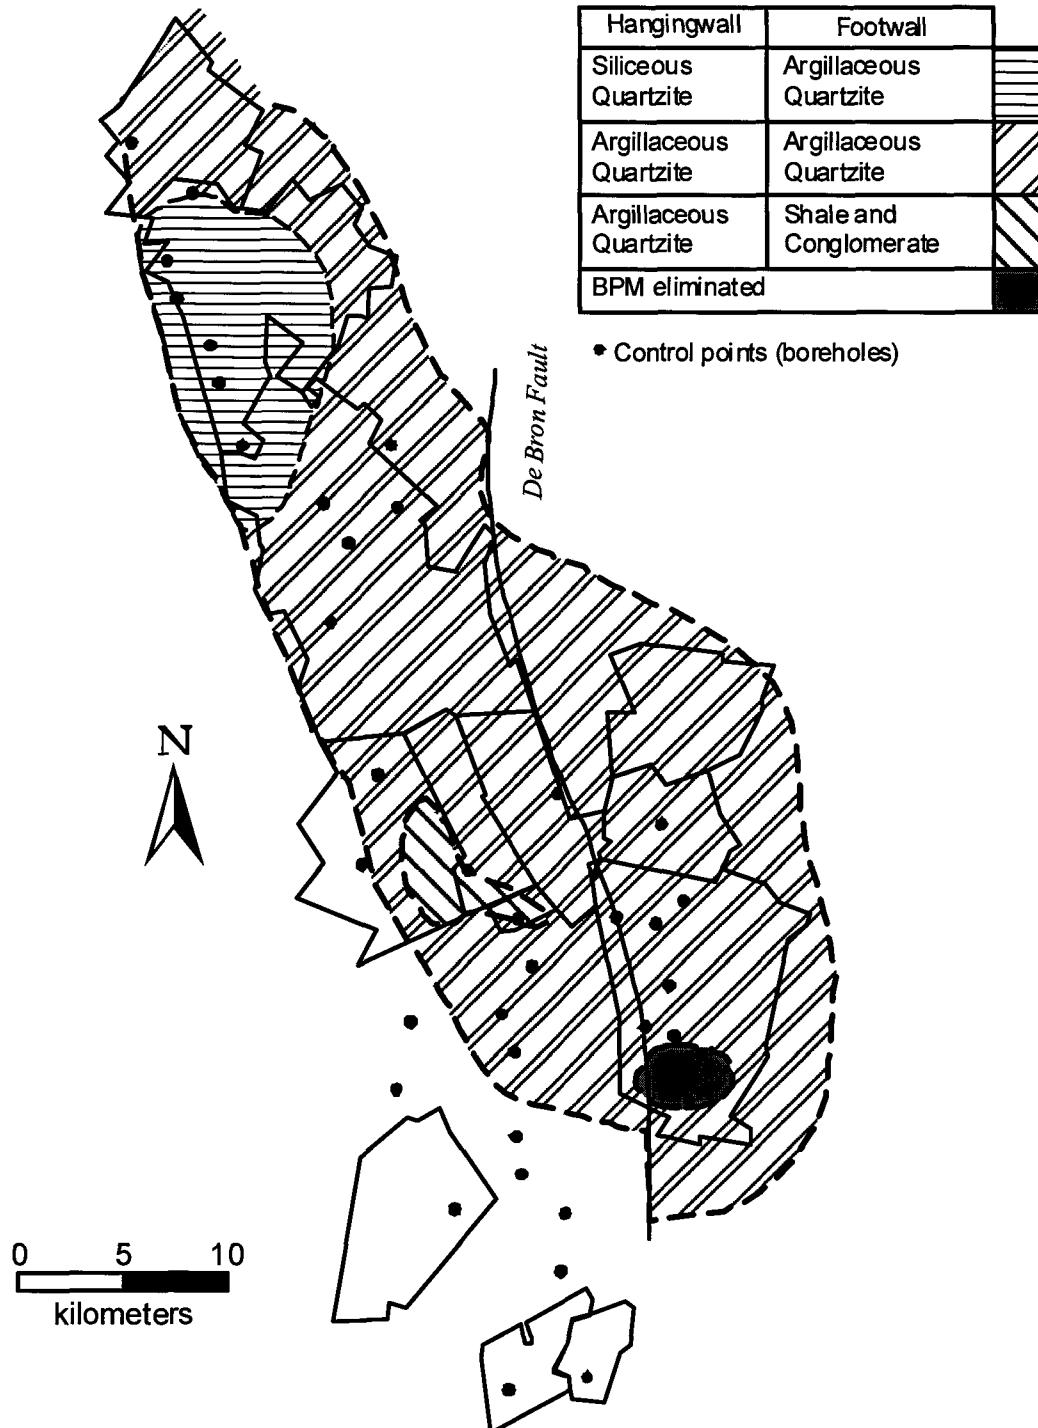 Hangingwall Footwall
Siliceous Argillaceous
Quartzite Quartzite
Argillaceous Argillaceous
Quartzite Quartzite
Argillaceous Shale and
Quartzite Conglomerate
BPM eliminated
Control points (boreholes)
De Bron Fault
N
0 5 10
kilometers